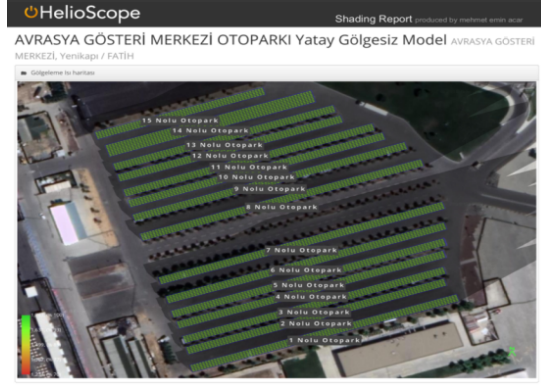 HelioScope
Shading Report produced by mehmet emin acar
AVRASYA GÖSTERİ MERKEZİ OTOPARKI Yatay Gölgesiz Model AVRASYA GÖSTERİ
MERKEZİ, Yenikapı / FATİH
Gölgeleme Isı haritası
15 Nolu Otopark
14 Nolu Otopark
13 Nolu Otopark
12 Nolu Otopark
11 Nolu Otopark
10 Nolu Otopark
9 Nolu Otopark
8 Nolu Otopark
7 Nolu Otopark
6 Nolu Otopark
5 Nolu Otopark
4 Nolu Otopark
3 Nolu Otopark
2 Nolu Otopark
1 Nolu Otopark